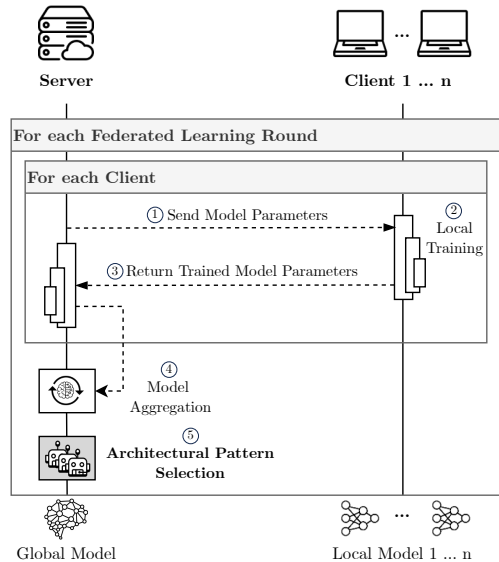 Server
...
Client 1 ... n
For each Federated Learning Round
For each Client
1 Send Model Parameters
2
Local
Training
3 Return Trained Model Parameters
4
Model
Aggregation
5
Architectural Pattern
Selection
...
Global Model
Local Model 1 ... n